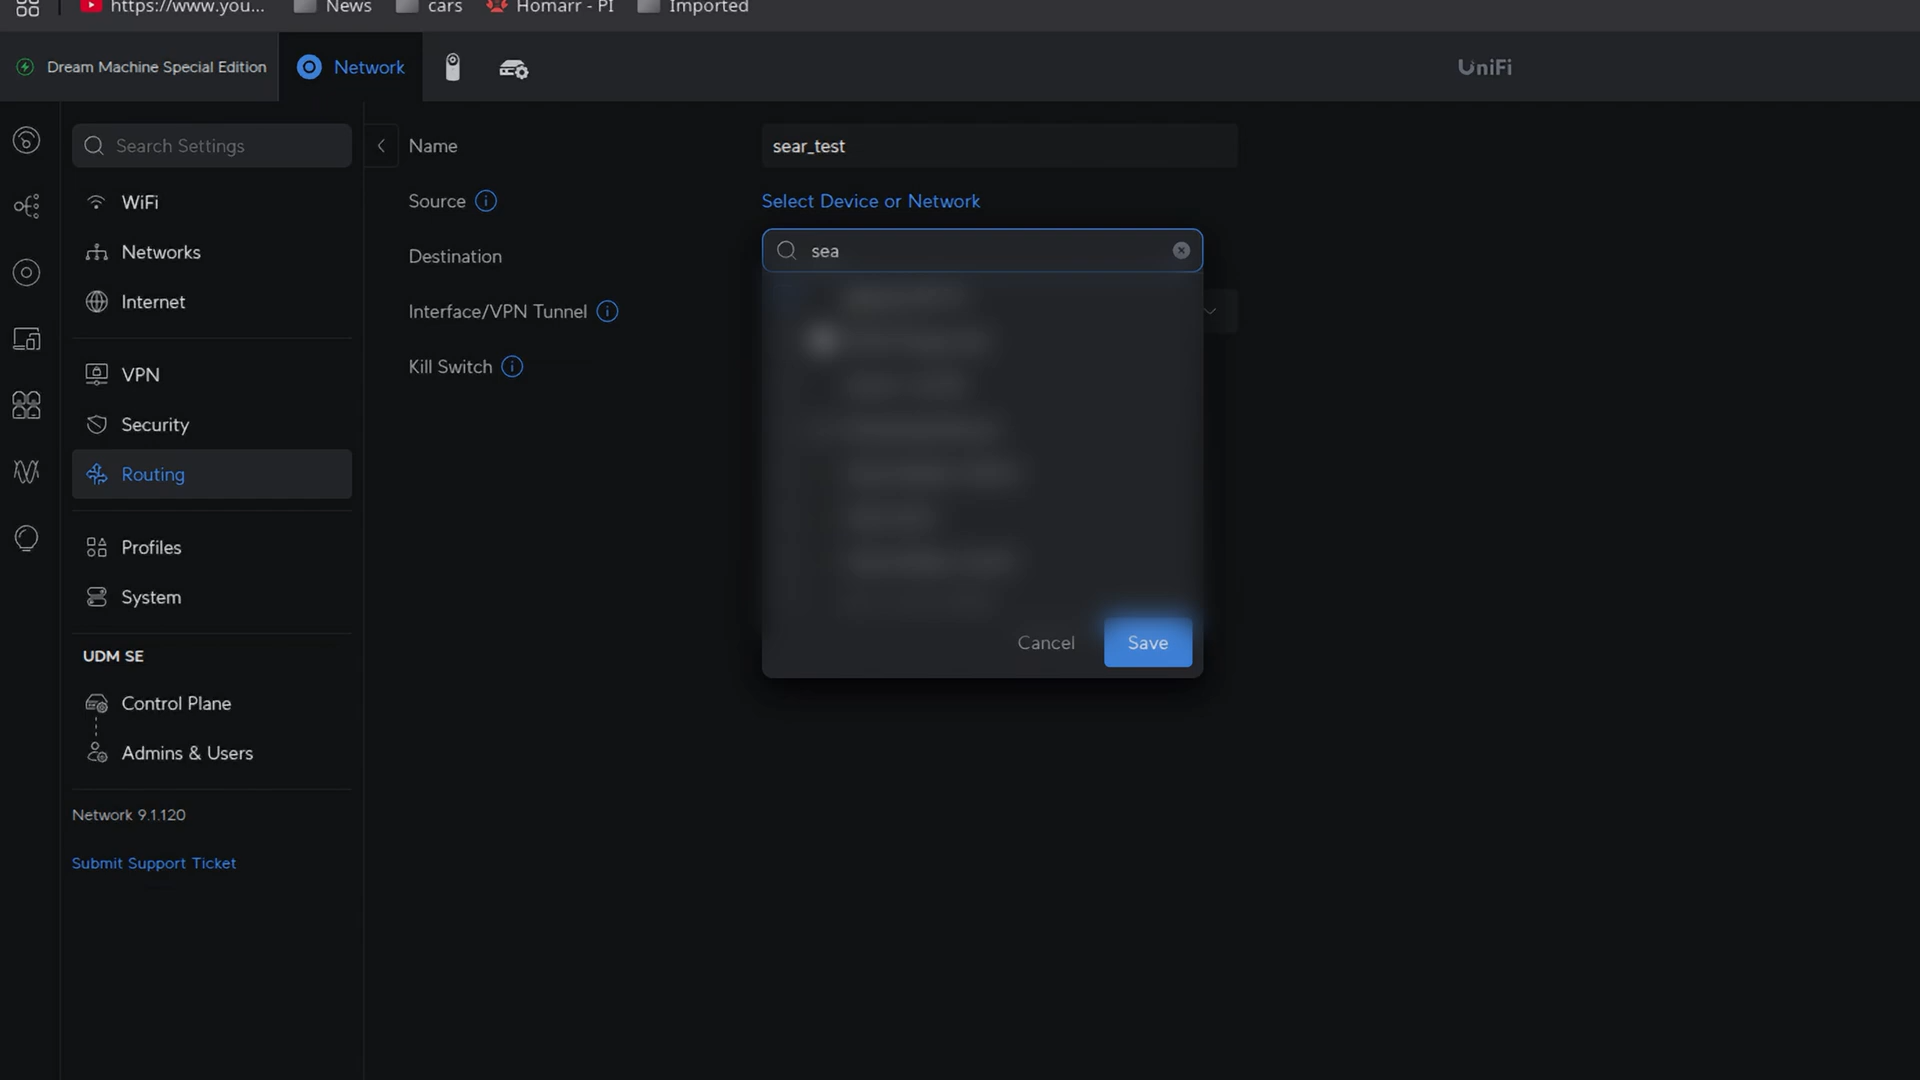 https://www.you...
News
cars
Homarr - PI
Imported
Dream Machine Special Edition
Network
UniFi
Search Settings
WiFi
Networks
Internet
VPN
Security
Routing
Profiles
System
UDM SE
Control Plane
Admins & Users
Network 9.1.120
Submit Support Ticket
Name
sear_test
Source
Select Device or Network
sea
Destination
Interface/VPN Tunnel
Kill Switch
Cancel
Save